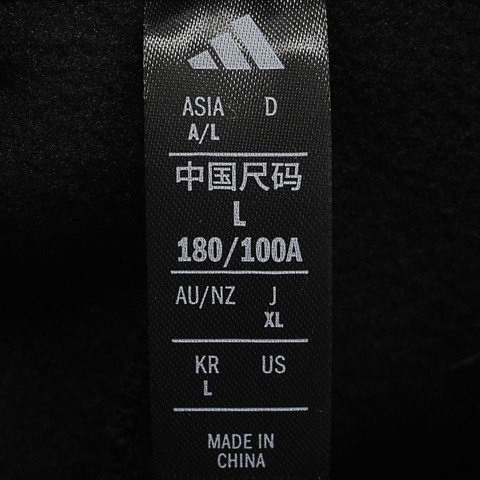 ASIA D
A/L
中国尺码
L
180/100A
AU/NZ J
XL
KR US
L
MADE IN
CHINA